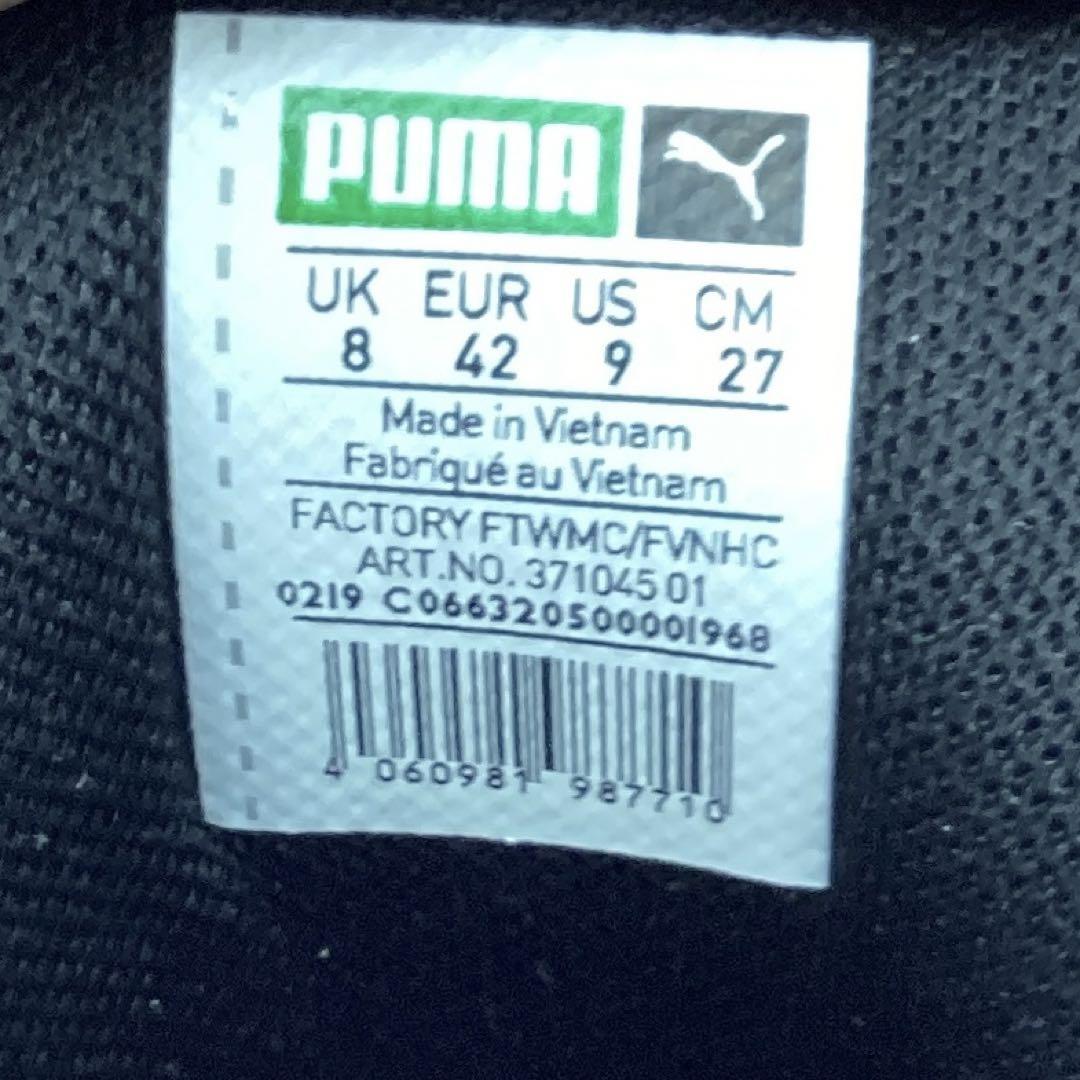 PUMA
UK EUR US CM
8 42 9 27
Made in Vietnam
Fabriqué au Vietnam
FACTORY FTWMC/FVNHC
ART.NO. 371045 01
0219 C0663205000001968
4 060981 987710